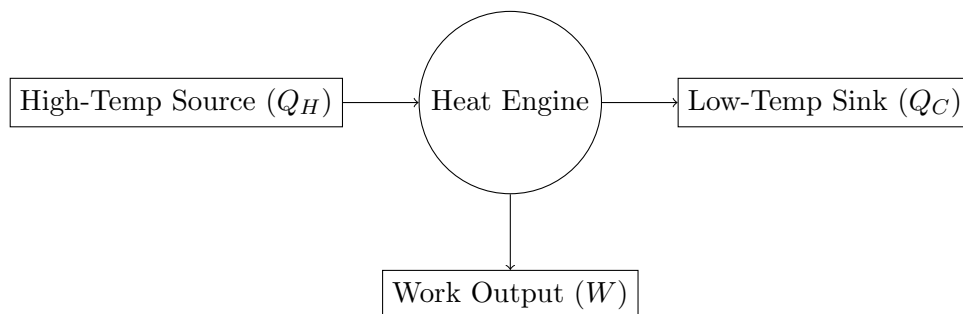 High-Temp Source (Q_H)
Heat Engine
Low-Temp Sink (Q_C)
Work Output (W)